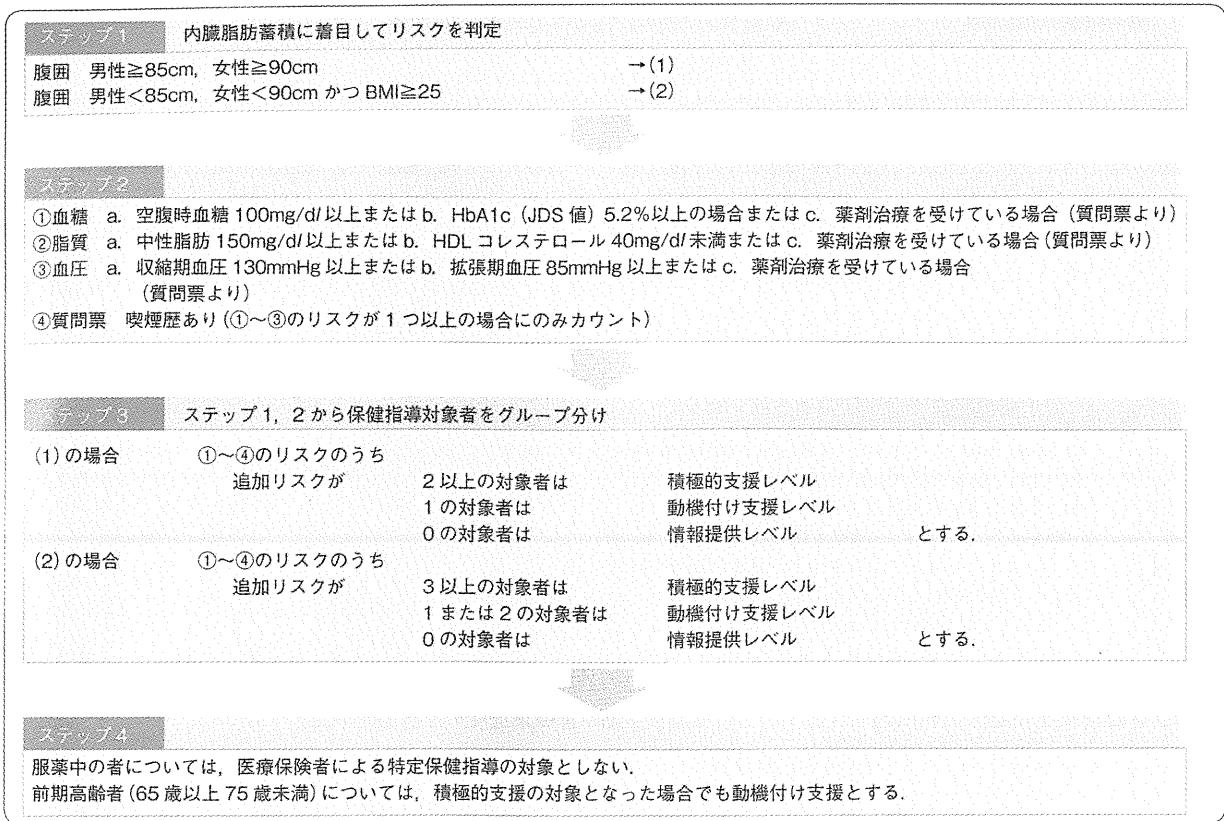 ステップ1 内臓脂肪蓄積に着目してリスクを判定
腹囲 男性≧85cm，女性≧90cm →(1)
腹囲 男性＜85cm，女性＜90cm かつ BMI≧25 →(2)
ステップ2
①血糖 a. 空腹時血糖 100mg/dl以上または b. HbA1c（JDS 値）5.2%以上の場合または c. 薬剤治療を受けている場合（質問票より）
②脂質 a. 中性脂肪 150mg/dl以上または b. HDL コレステロール 40mg/dl未満または c. 薬剤治療を受けている場合（質問票より）
③血圧 a. 収縮期血圧 130mmHg 以上または b. 拡張期血圧 85mmHg 以上または c. 薬剤治療を受けている場合
（質問票より）
④質問票 喫煙歴あり（①～③のリスクが 1 つ以上の場合にのみカウント）
ステップ3 ステップ 1，2 から保健指導対象者をグループ分け
(1)の場合 ①～④のリスクのうち
追加リスクが 2 以上の対象者は 積極的支援レベル
1 の対象者は 動機付け支援レベル
0 の対象者は 情報提供レベル とする.
(2)の場合 ①～④のリスクのうち
追加リスクが 3 以上の対象者は 積極的支援レベル
1 または 2 の対象者は 動機付け支援レベル
0 の対象者は 情報提供レベル とする.
ステップ4
服薬中の者については，医療保険者による特定保健指導の対象としない.
前期高齢者（65 歳以上 75 歳未満）については，積極的支援の対象となった場合でも動機付け支援とする.